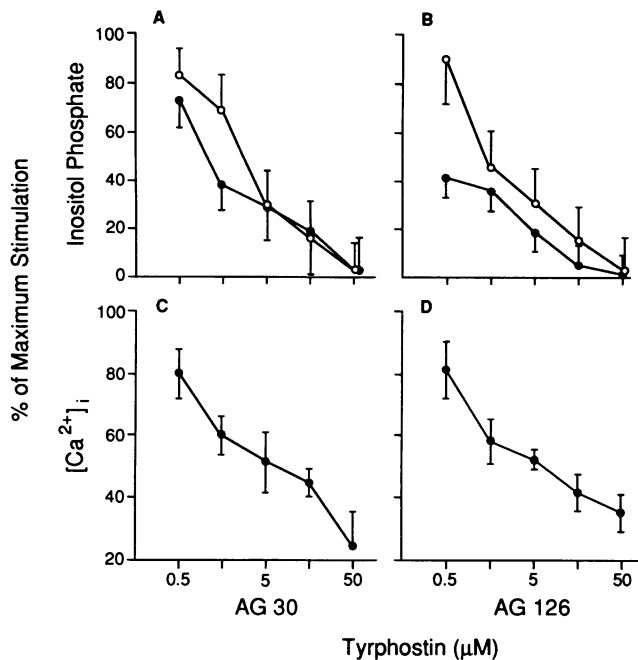 A
B
% of Maximum Stimulation
Inositol Phosphate
100
80
60
40
20
0
C
D
[Ca2+]i
100
80
60
40
20
0.5 5 50
0.5 5 50
AG 30
AG 126
Tyrphostin (μM)